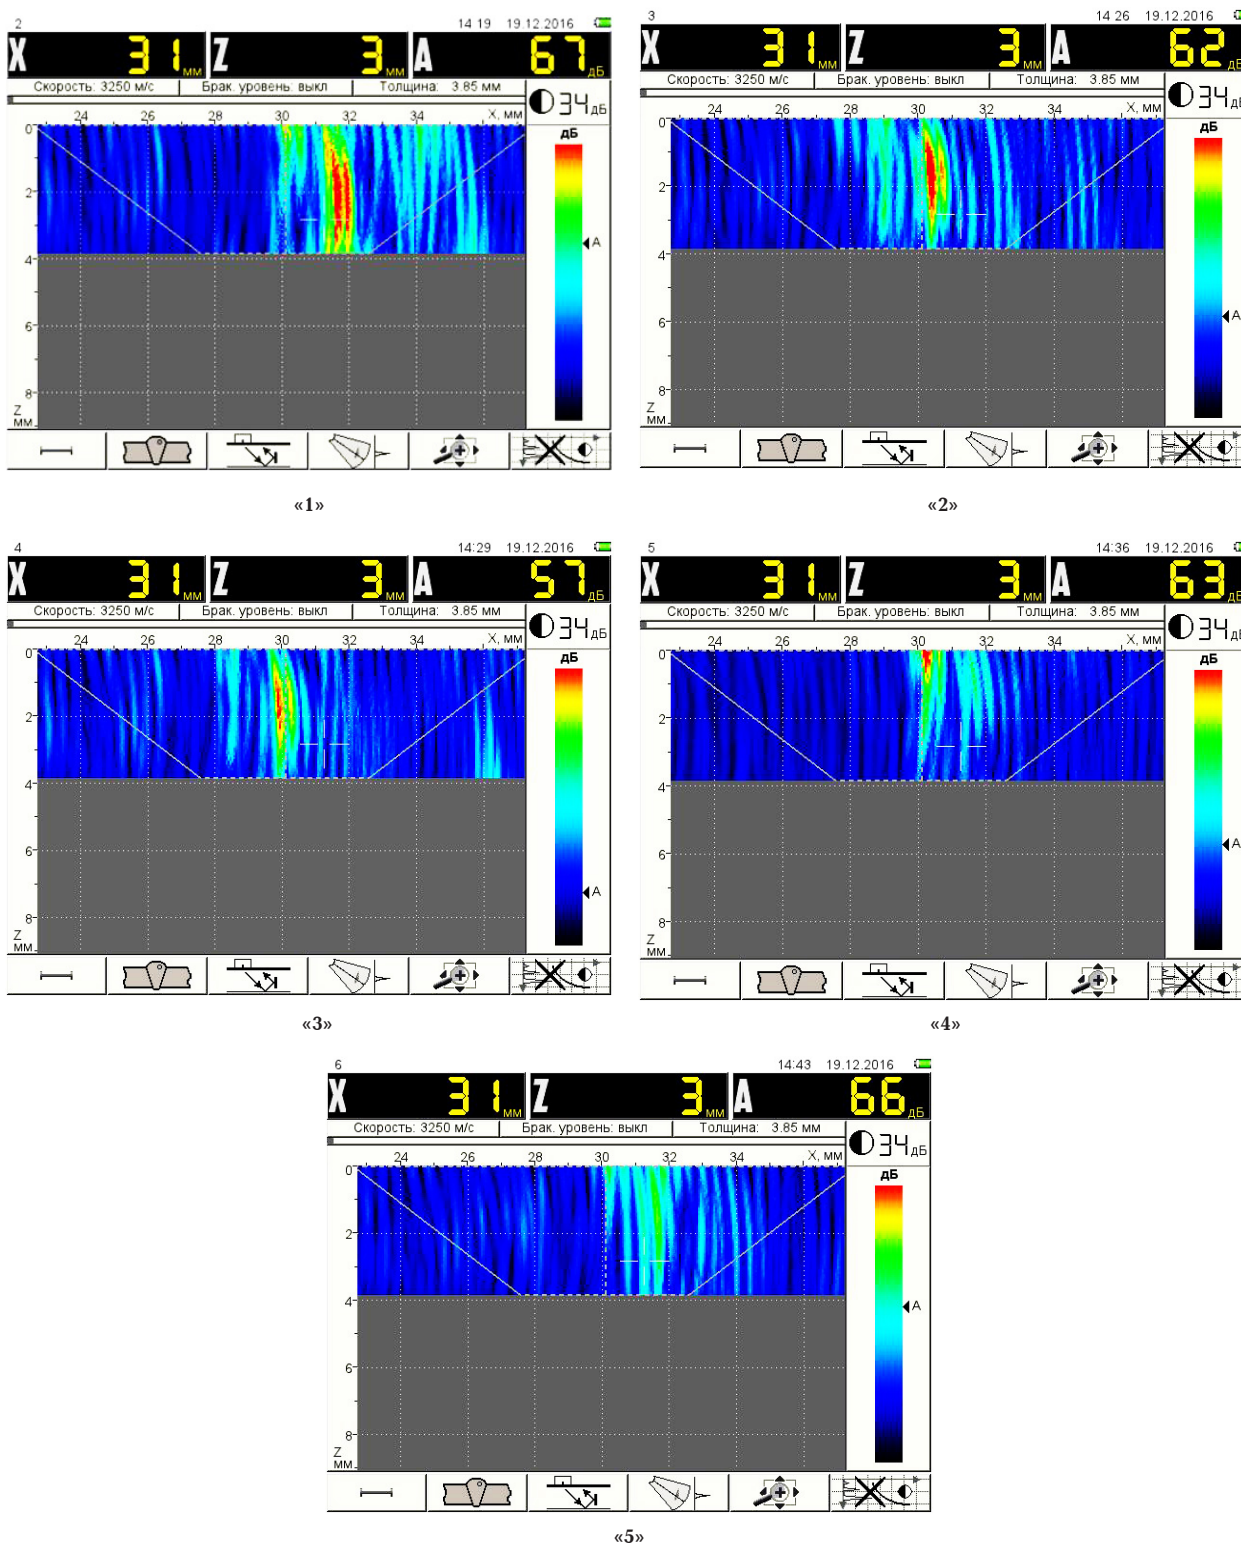 2 14 19 19.12.2016
X 31 мм Z 3 мм A 67 дБ
Скорость: 3250 м/с Брак. уровень: выкл Толщина: 3.85 мм
34 дБ
24 26 28 30 32 34 X, мм
дБ
0
2
A
4
6
8
Z
мм
«1»
3 14 26 19.12.2016
X 31 мм Z 3 мм A 62 дБ
Скорость: 3250 м/с Брак. уровень: выкл Толщина: 3.85 мм
34 дБ
24 26 28 30 32 34 X, мм
дБ
0
2
4
A
6
8
Z
мм
«2»
4 14:29 19.12.2016
X 31 мм Z 3 мм A 57 дБ
Скорость: 3250 м/с Брак. уровень: выкл Толщина: 3.85 мм
34 дБ
24 26 28 30 32 34 X, мм
дБ
0
2
4
6
A
8
Z
мм
«3»
5 14:36 19.12.2016
X 31 мм Z 3 мм A 63 дБ
Скорость: 3250 м/с Брак. уровень: выкл Толщина: 3.85 мм
34 дБ
24 26 28 30 32 34 X, мм
дБ
0
2
4
A
6
8
Z
мм
«4»
6 14:43 19.12.2016
X 31 мм Z 3 мм A 66 дБ
Скорость: 3250 м/с Брак. уровень: выкл Толщина: 3.85 мм
34 дБ
24 26 28 30 32 34 X, мм
дБ
0
2
4
A
6
8
Z
мм
«5»